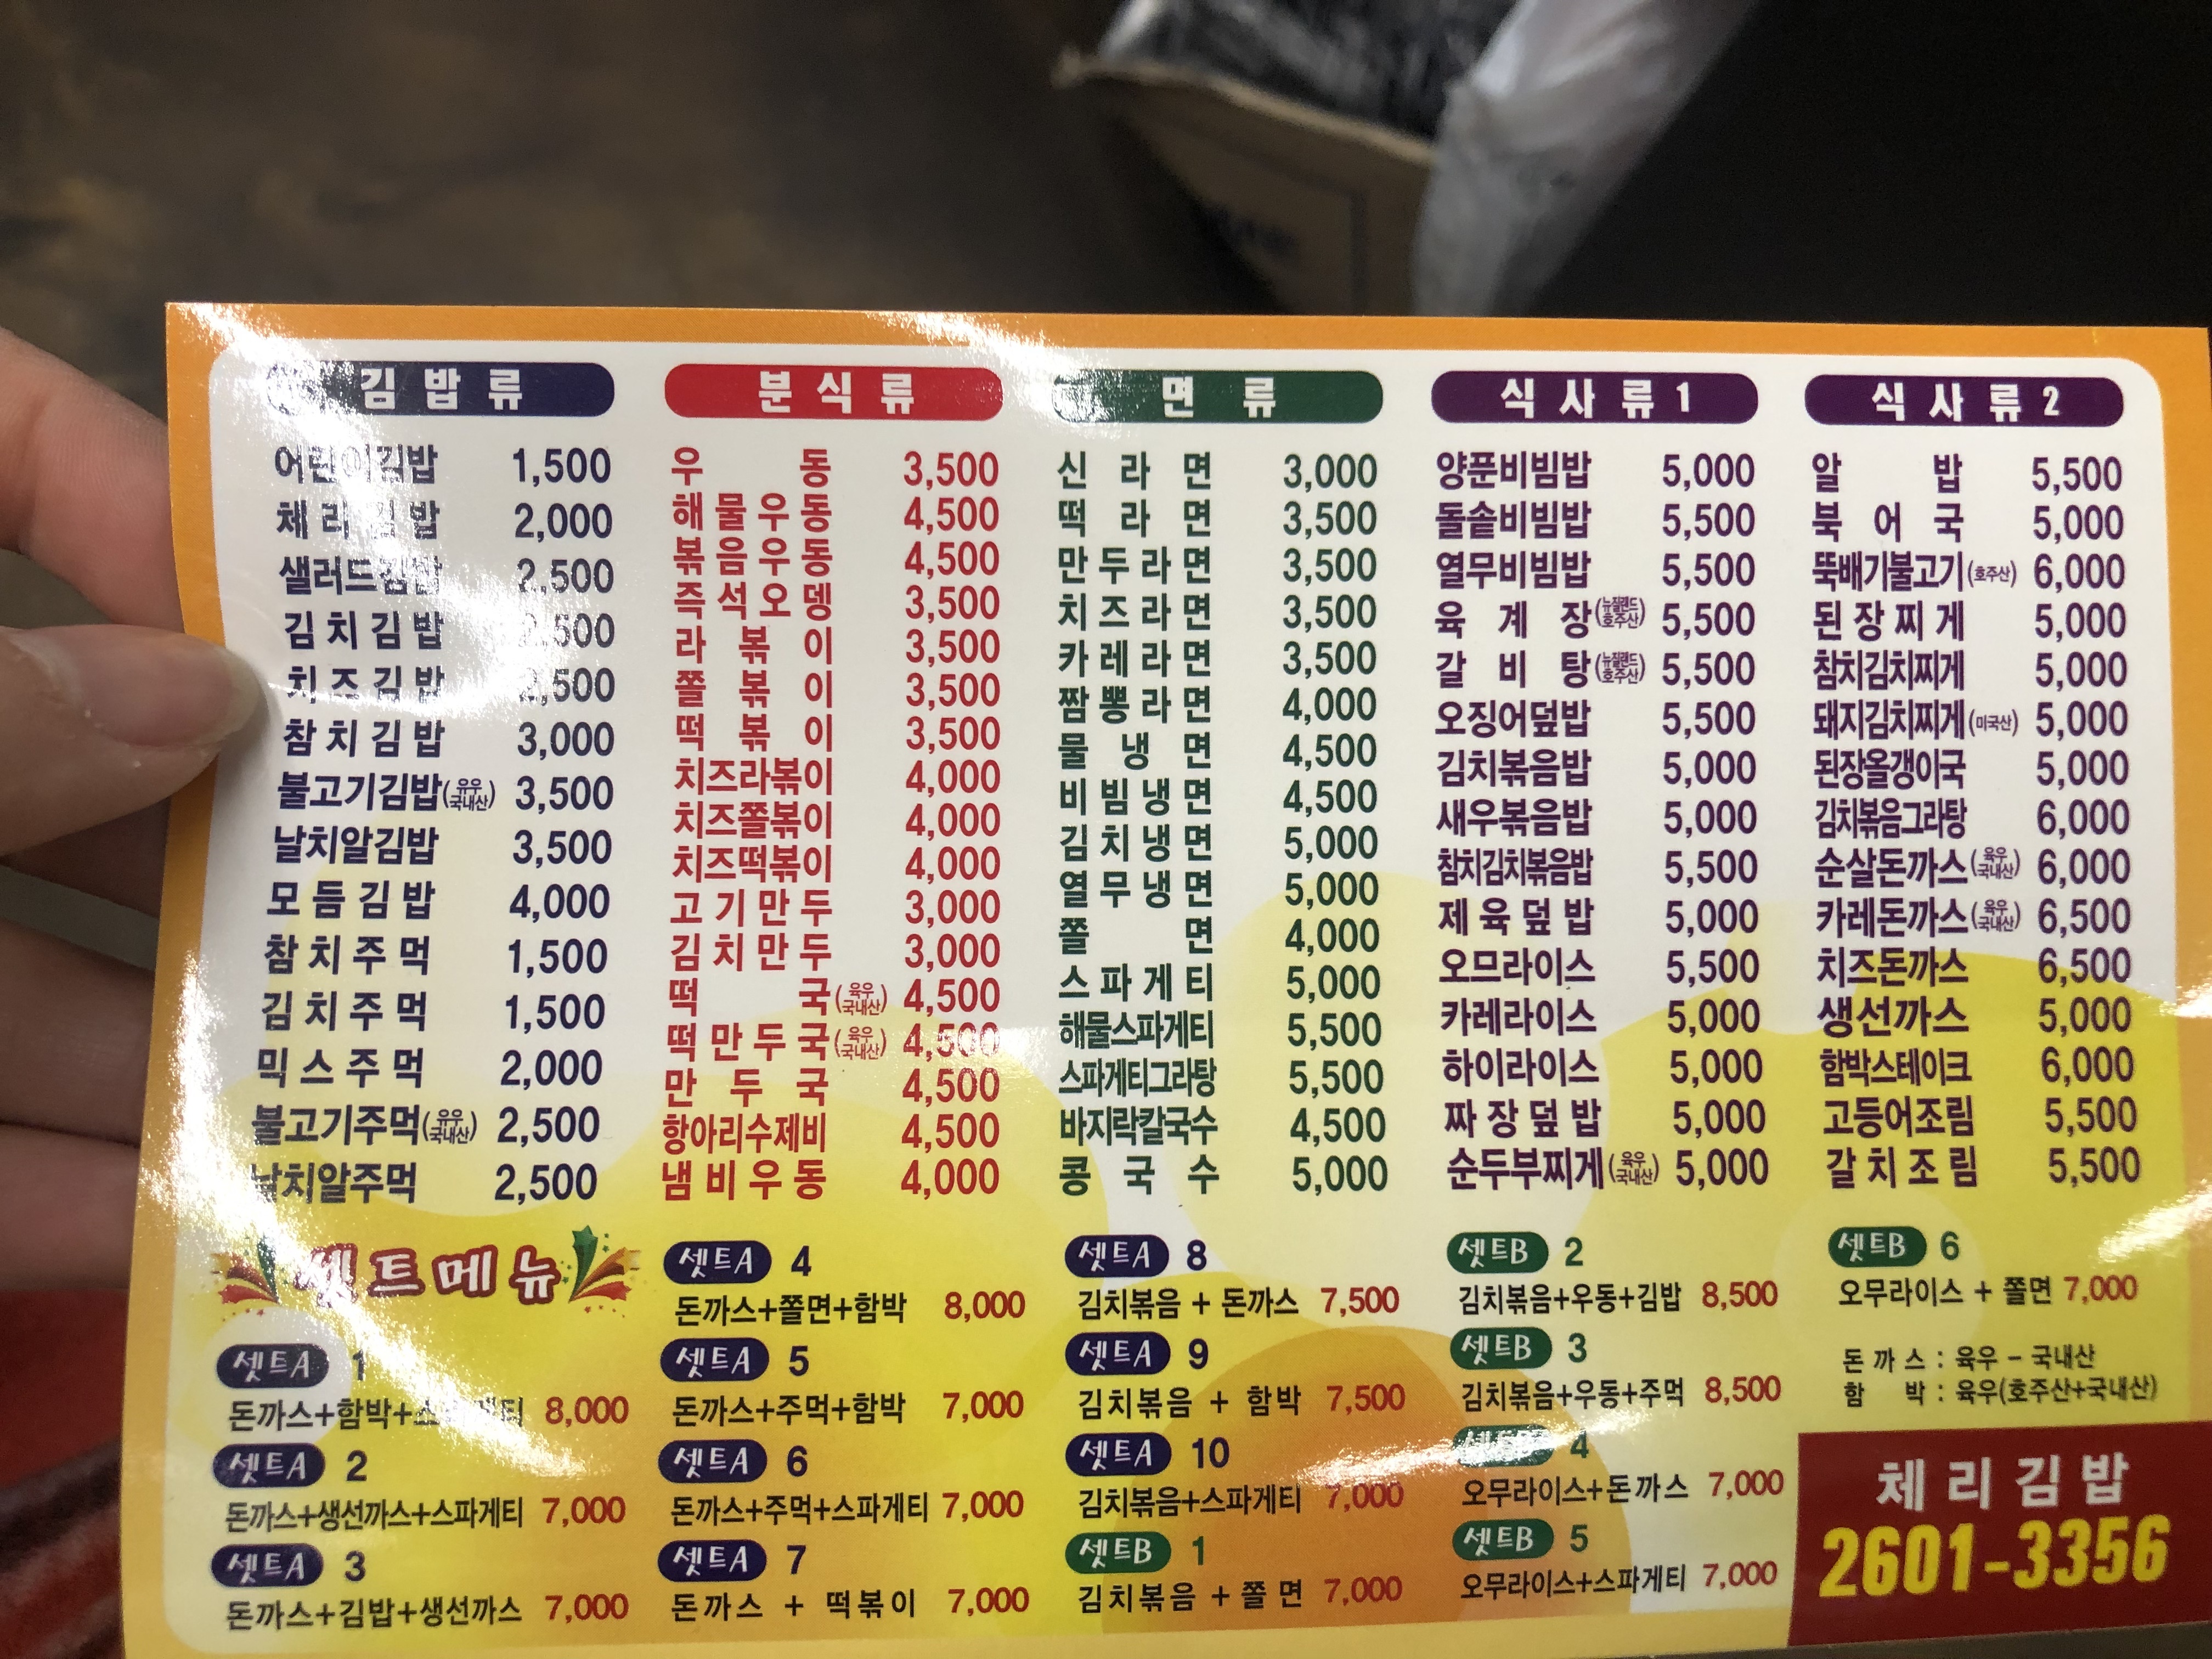 김밥류
어린이김밥 1,500
체리김밥 2,000
샐러드김밥 2,500
김치김밥 2,500
치즈김밥 2,500
참치김밥 3,000
불고기김밥(육우 국내산) 3,500
날치알김밥 3,500
모듬김밥 4,000
참치주먹 1,500
김치주먹 1,500
믹스주먹 2,000
불고기주먹(육우 국내산) 2,500
날치알주먹 2,500
분식류
우동 3,500
해물우동 4,500
볶음우동 4,500
즉석오뎅 3,500
라볶이 3,500
쫄볶이 3,500
떡볶이 3,500
치즈라볶이 4,000
치즈쫄볶이 4,000
치즈떡볶이 4,000
고기만두 3,000
김치만두 3,000
떡국(육우 국내산) 4,500
떡만두국(육우 국내산) 4,500
만두국 4,500
항아리수제비 4,500
냄비우동 4,000
면류
신라면 3,000
떡라면 3,500
만두라면 3,500
치즈라면 3,500
카레라면 3,500
짬뽕라면 4,000
물냉면 4,500
비빔냉면 4,500
김치냉면 5,000
열무냉면 5,000
쫄면 4,000
스파게티 5,000
해물스파게티 5,500
스파게티그라탕 5,500
바지락칼국수 4,500
콩국수 5,000
식사류1
양푼비빔밥 5,000
돌솥비빔밥 5,500
열무비빔밥 5,500
육계장(뉴질랜드 호주산) 5,500
갈비탕(뉴질랜드 호주산) 5,500
오징어덮밥 5,500
김치볶음밥 5,000
새우볶음밥 5,000
참치김치볶음밥 5,500
제육덮밥 5,000
오므라이스 5,500
카레라이스 5,000
하이라이스 5,000
짜장덮밥 5,000
순두부찌게(육우 국내산) 5,000
식사류2
알밥 5,500
북어국 5,000
뚝배기불고기(호주산) 6,000
된장찌게 5,000
참치김치찌게 5,000
돼지김치찌게(미국산) 5,000
된장올갱이국 5,000
김치볶음그라탕 6,000
순살돈까스(육우 국내산) 6,000
카레돈까스(육우 국내산) 6,500
치즈돈까스 6,500
생선까스 5,000
함박스테이크 6,000
고등어조림 5,500
갈치조림 5,500
셋트메뉴
셋트A 1
돈까스+함박+스파게티 8,000
셋트A 2
돈까스+생선까스+스파게티 7,000
셋트A 3
돈까스+김밥+생선까스 7,000
셋트A 4
돈까스+쫄면+함박 8,000
셋트A 5
돈까스+주먹+함박 7,000
셋트A 6
돈까스+주먹+스파게티 7,000
셋트A 7
돈까스 + 떡볶이 7,000
셋트A 8
김치볶음 + 돈까스 7,500
셋트A 9
김치볶음 + 함박 7,500
셋트A 10
김치볶음+스파게티 7,000
셋트B 1
김치볶음 + 쫄면 7,000
셋트B 2
김치볶음+우동+김밥 8,500
셋트B 3
김치볶음+우동+주먹 8,500
셋트B 4
오무라이스+돈까스 7,000
셋트B 5
오무라이스+스파게티 7,000
셋트B 6
오무라이스 + 쫄면 7,000
돈까스 : 육우 - 국내산
함박 : 육우(호주산+국내산)
체리김밥
2601-3356